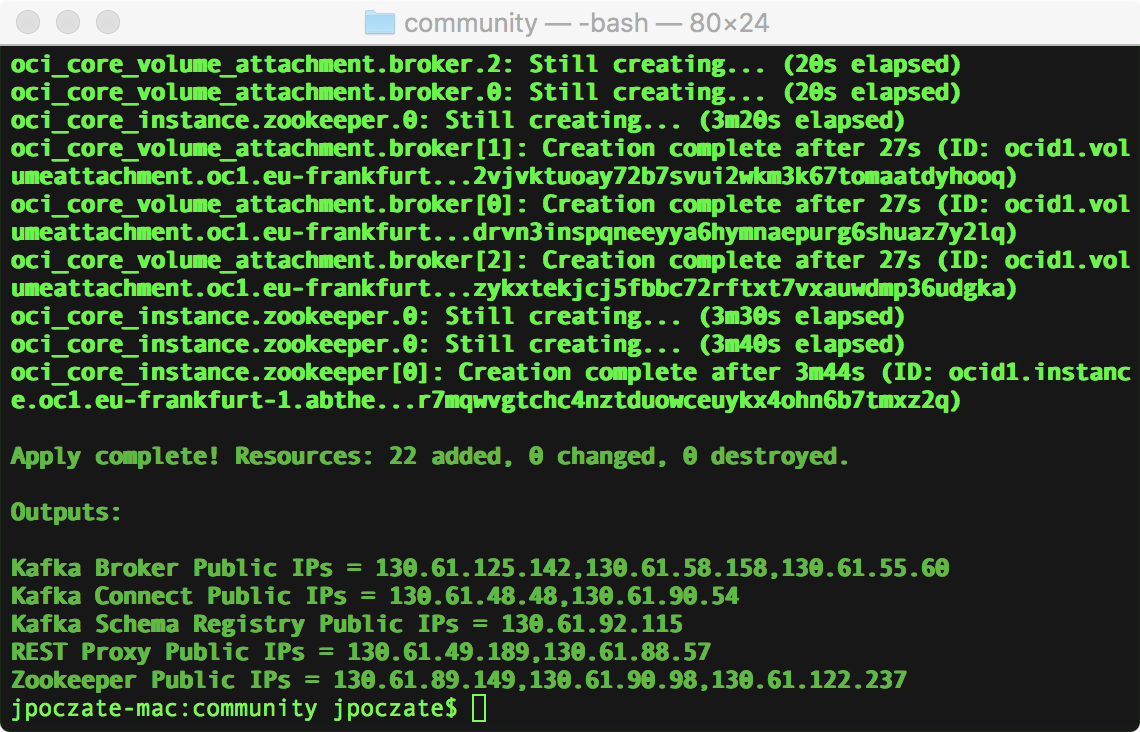 community — -bash — 80×24
oci_core_volume_attachment.broker.2: Still creating... (20s elapsed)
oci_core_volume_attachment.broker.0: Still creating... (20s elapsed)
oci_core_instance.zookeeper.0: Still creating... (3m20s elapsed)
oci_core_volume_attachment.broker[1]: Creation complete after 27s (ID: ocid1.vol
umeattachment.oc1.eu-frankfurt...2vjvktuoay72b7svui2wkm3k67tomaatdyhooq)
oci_core_volume_attachment.broker[0]: Creation complete after 27s (ID: ocid1.vol
umeattachment.oc1.eu-frankfurt...drvn3inspqneeyya6hymnaepurg6shuaz7y2lq)
oci_core_volume_attachment.broker[2]: Creation complete after 27s (ID: ocid1.vol
umeattachment.oc1.eu-frankfurt...zykxtekjcj5fbbc72rftxt7vxauwdmp36udgka)
oci_core_instance.zookeeper.0: Still creating... (3m30s elapsed)
oci_core_instance.zookeeper.0: Still creating... (3m40s elapsed)
oci_core_instance.zookeeper[0]: Creation complete after 3m44s (ID: ocid1.instanc
e.oc1.eu-frankfurt-1.abthe...r7mqwvgtchc4nztduowceuykx4ohn6b7tmxz2q)
Apply complete! Resources: 22 added, 0 changed, 0 destroyed.
Outputs:
Kafka Broker Public IPs = 130.61.125.142,130.61.58.158,130.61.55.60
Kafka Connect Public IPs = 130.61.48.48,130.61.90.54
Kafka Schema Registry Public IPs = 130.61.92.115
REST Proxy Public IPs = 130.61.49.189,130.61.88.57
Zookeeper Public IPs = 130.61.89.149,130.61.90.98,130.61.122.237
jpoczate-mac:community jpoczate$